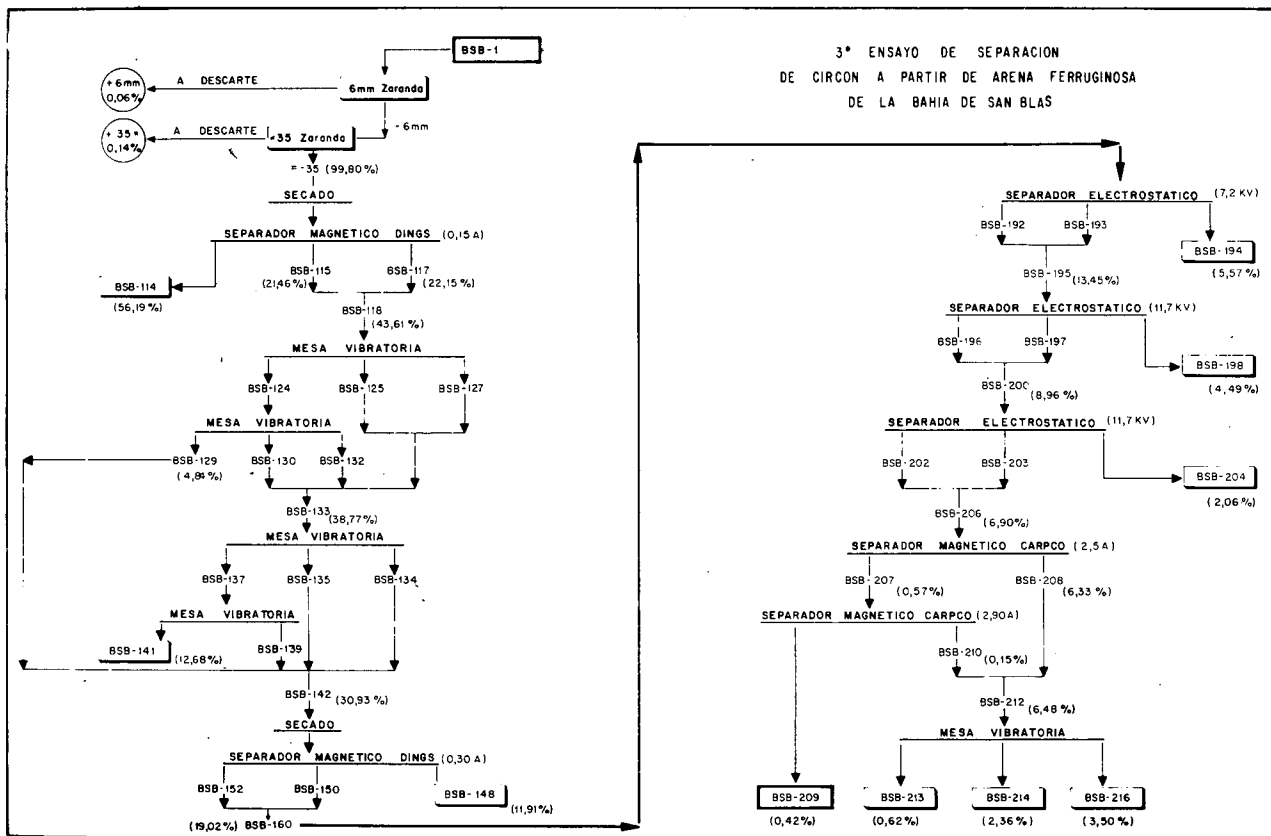 3° ENSAYO DE SEPARACION
DE CIRCON A PARTIR DE ARENA FERRUGINOSA
DE LA BAHIA DE SAN BLAS
BSB-1
+6mm
0,06%
A DESCARTE
6mm Zaranda
-6mm
+ 35 =
0,14%
A DESCARTE
=35 Zaranda
= -35 (99,80%)
SECADO
SEPARADOR MAGNETICO DINGS (0,15 A)
BSB-114
(56,19%)
BSB-115
(21,46%)
BSB-117
(22,15%)
BSB-118
(43,61%)
MESA VIBRATORIA
BSB-124
BSB-125
BSB-127
MESA VIBRATORIA
BSB-129
(4,84%)
BSB-130
BSB-132
BSB-133
(38,77%)
MESA VIBRATORIA
BSB-137
BSB-135
BSB-134
MESA VIBRATORIA
BSB-141
(12,68%)
BSB-139
BSB-142
(30,93%)
SECADO
SEPARADOR MAGNETICO DINGS (0,30 A)
BSB-152
BSB-150
BSB-148
(11,91%)
(19,02%) BSB-160
SEPARADOR ELECTROSTATICO (7,2 KV)
BSB-192
BSB-193
BSB-194
(5,57%)
BSB-195
(13,45%)
SEPARADOR ELECTROSTATICO (11,7 KV)
BSB-196
BSB-197
BSB-198
(4,49%)
BSB-200
(8,96%)
SEPARADOR ELECTROSTATICO (11,7 KV)
BSB-202
BSB-203
BSB-204
(2,06%)
BSB-206
(6,90%)
SEPARADOR MAGNETICO CARPCO (2,5 A)
BSB-207
(0,57%)
BSB-208
(6,33%)
SEPARADOR MAGNETICO CARPCO (2,90A)
BSB-210
(0,15%)
BSB-212
(6,48%)
MESA VIBRATORIA
BSB-209
(0,42%)
BSB-213
(0,62%)
BSB-214
(2,36%)
BSB-216
(3,50%)